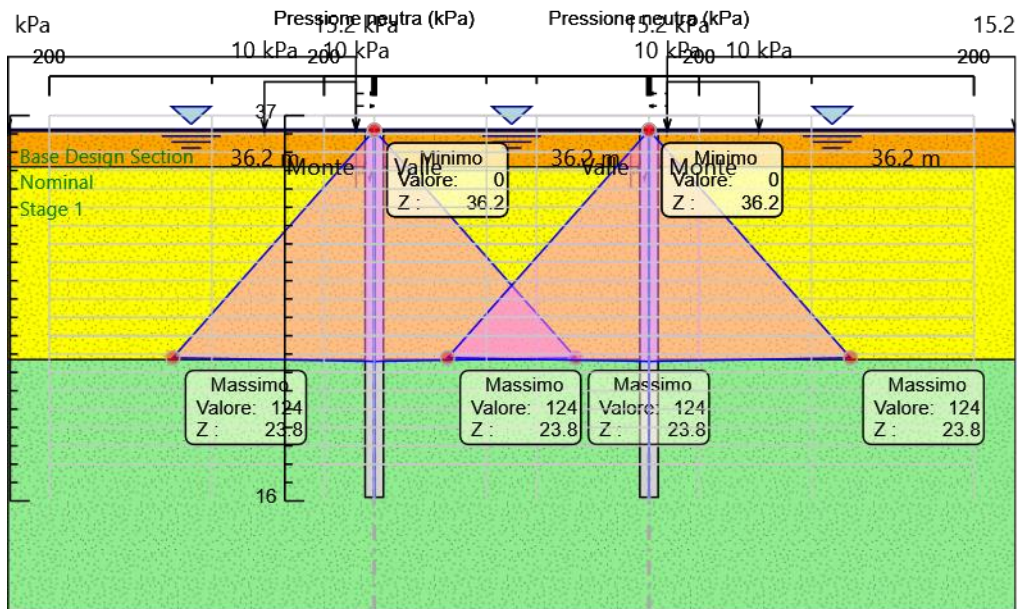 Pressione neutra (kPa)
Pressione neutra (kPa)
kPa
15.2 kPa
15.2 kPa
15.2
10 kPa
10 kPa
10 kPa
10 kPa
200
200
200
200
37
Base Design Section
Nominal
Stage 1
36.2 m
36.2 m
36.2 m
Monte
Valle
Valle
Monte
Minimo
Valore: 0
Z : 36.2
Minimo
Valore: 0
Z : 36.2
Massimo
Valore: 124
Z : 23.8
Massimo
Valore: 124
Z : 23.8
Massimo
Valore: 124
Z : 23.8
Massimo
Valore: 124
Z : 23.8
16